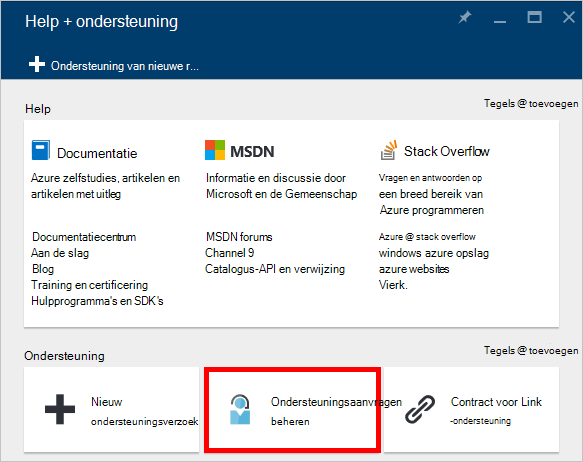 Help + ondersteuning
Ondersteuning van nieuwe r...
Help
Tegels @ toevoegen
Documentatie
Azure zelfstudies, artikelen en
artikelen met uitleg
Documentatiecentrum
Aan de slag
Blog
Training en certificering
Hulpprogramma's en SDK's
MSDN
Informatie en discussie door
Microsoft en de Gemeenschap
MSDN forums
Channel 9
Catalogus-API en verwijzing
Stack Overflow
Vragen en antwoorden op
een breed bereik van
Azure programmeren
Azure @ stack overflow
windows azure opslag
azure websites
Vierk.
Ondersteuning
Tegels @ toevoegen
Nieuw
ondersteuningsverzoek
Ondersteuningsaanvragen
beheren
Contract voor Link
-ondersteuning